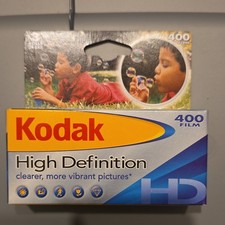 400
Kodak
400
FILM
High Definition
clearer, more vibrant pictures*
HD